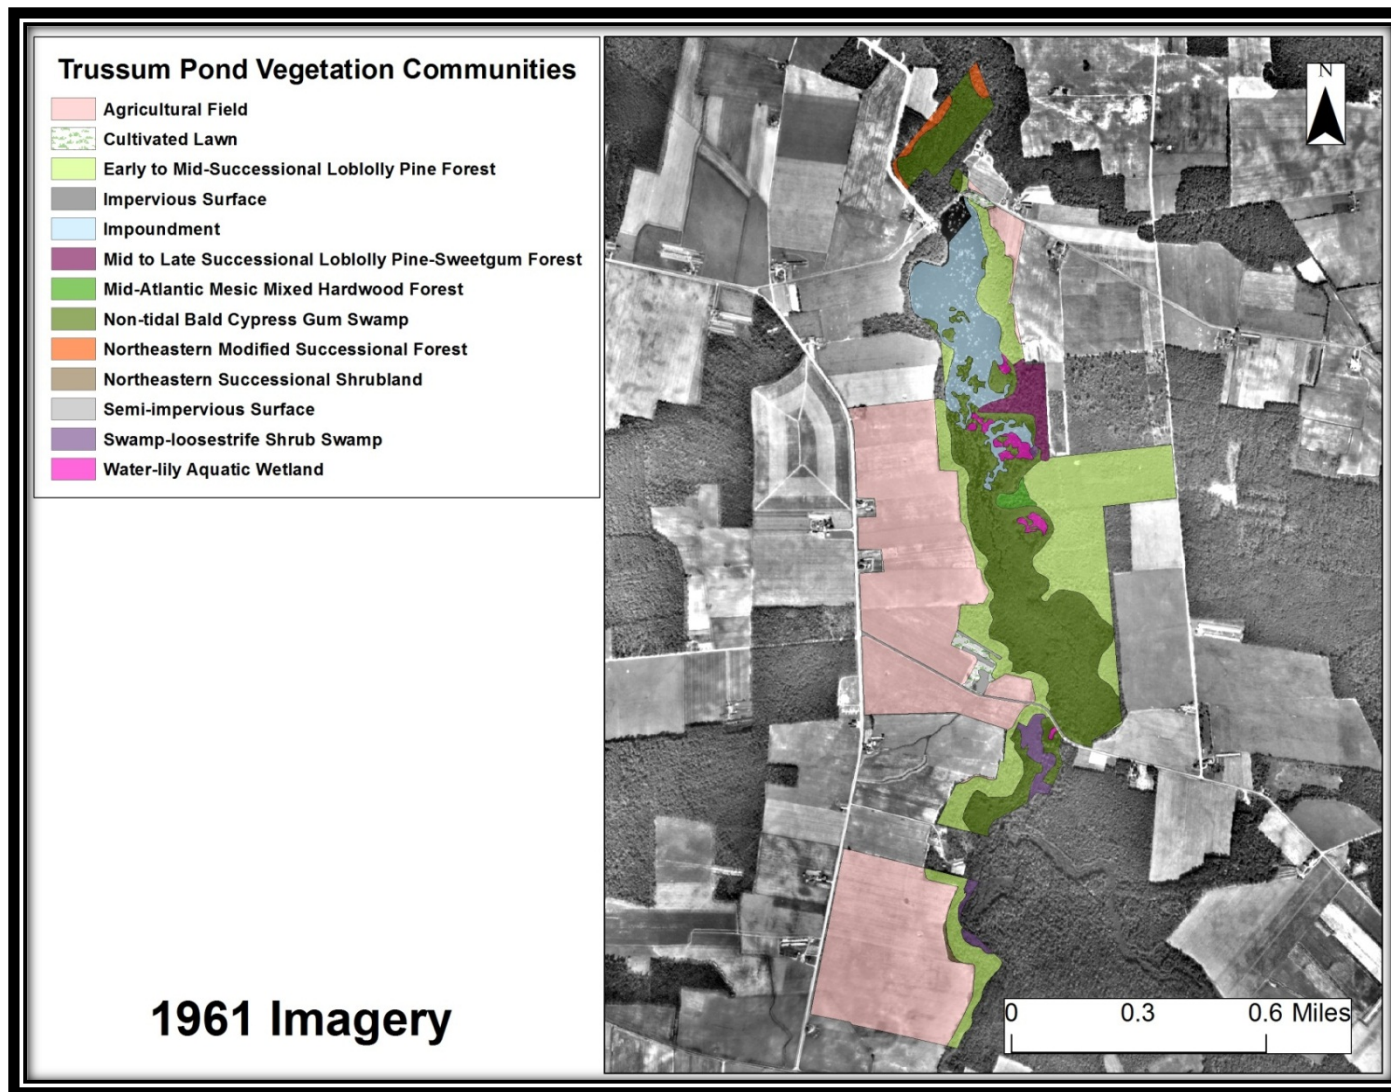 Trussum Pond Vegetation Communities
Agricultural Field
Cultivated Lawn
Early to Mid-Successional Loblolly Pine Forest
Impervious Surface
Impoundment
Mid to Late Successional Loblolly Pine-Sweetgum Forest
Mid-Atlantic Mesic Mixed Hardwood Forest
Non-tidal Bald Cypress Gum Swamp
Northeastern Modified Successional Forest
Northeastern Successional Shrubland
Semi-impervious Surface
Swamp-loosestrife Shrub Swamp
Water-lily Aquatic Wetland
1961 Imagery
N
0 0.3 0.6 Miles